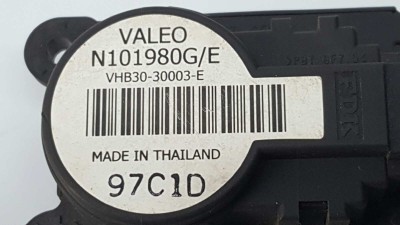 VALEO
N101980G/E
VHB30-30003-E
MADE IN THAILAND
97C1D